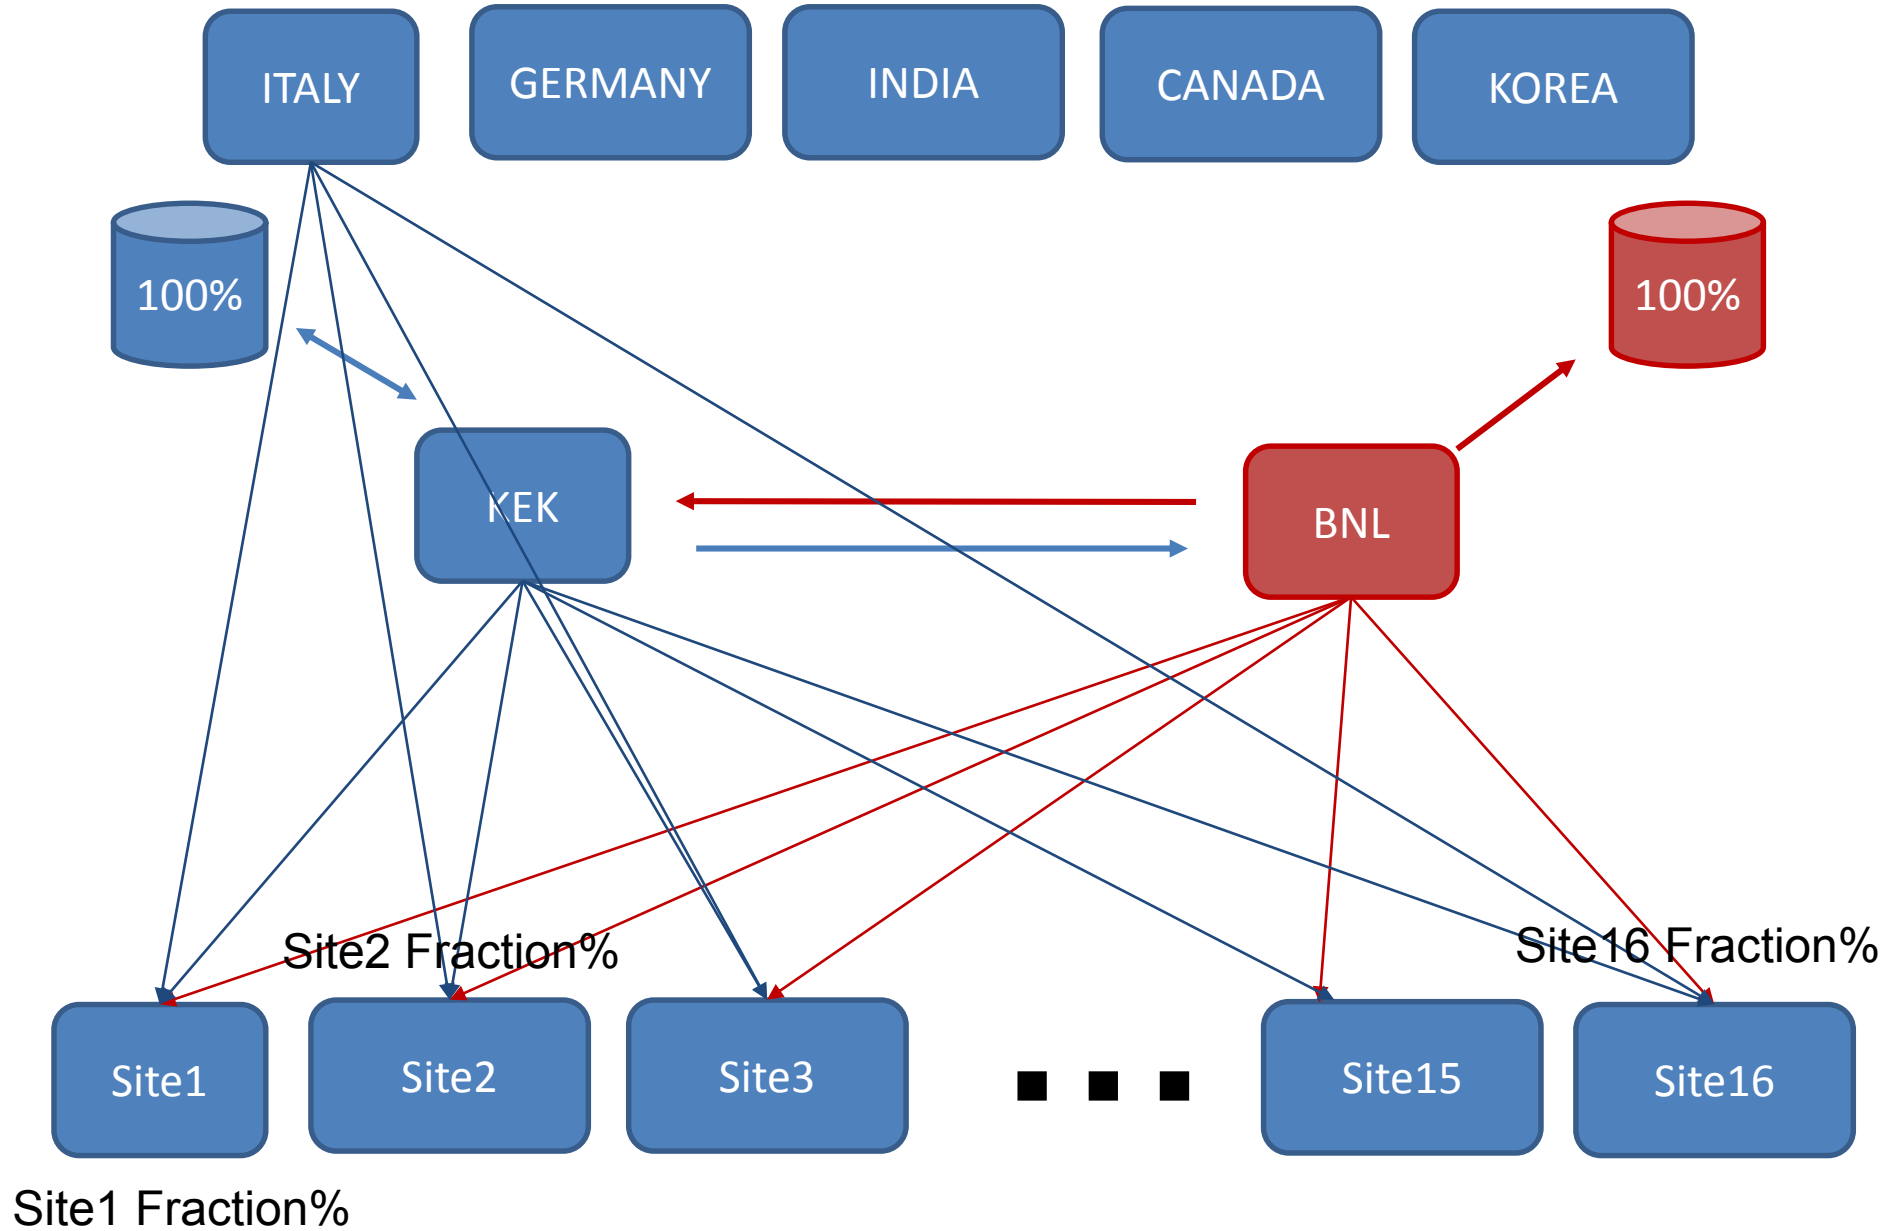 ITALY
GERMANY
INDIA
CANADA
KOREA
100%
100%
KEK
BNL
Site2 Fraction%
Site16 Fraction%
Site1
Site2
Site3
Site15
Site16
Site1 Fraction%